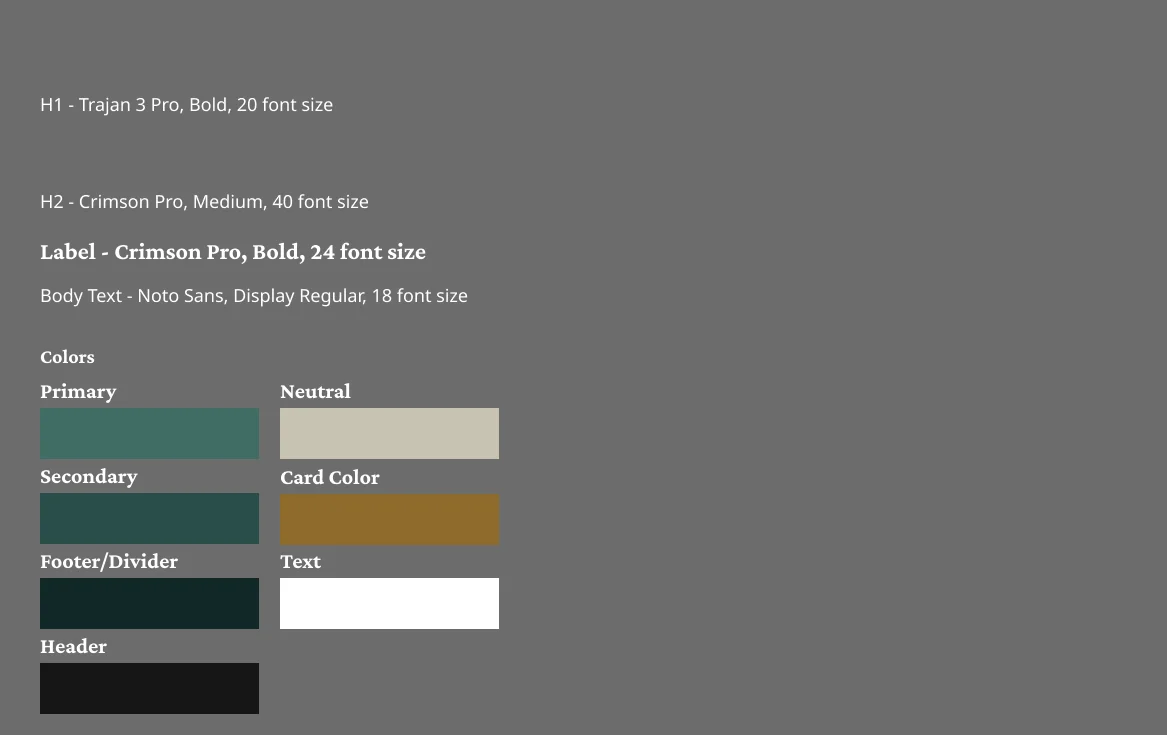 H1 - Trajan 3 Pro, Bold, 20 font size
H2 - Crimson Pro, Medium, 40 font size
Label - Crimson Pro, Bold, 24 font size
Body Text - Noto Sans, Display Regular, 18 font size
Colors
Primary
Neutral
Secondary
Card Color
Footer/Divider
Text
Header